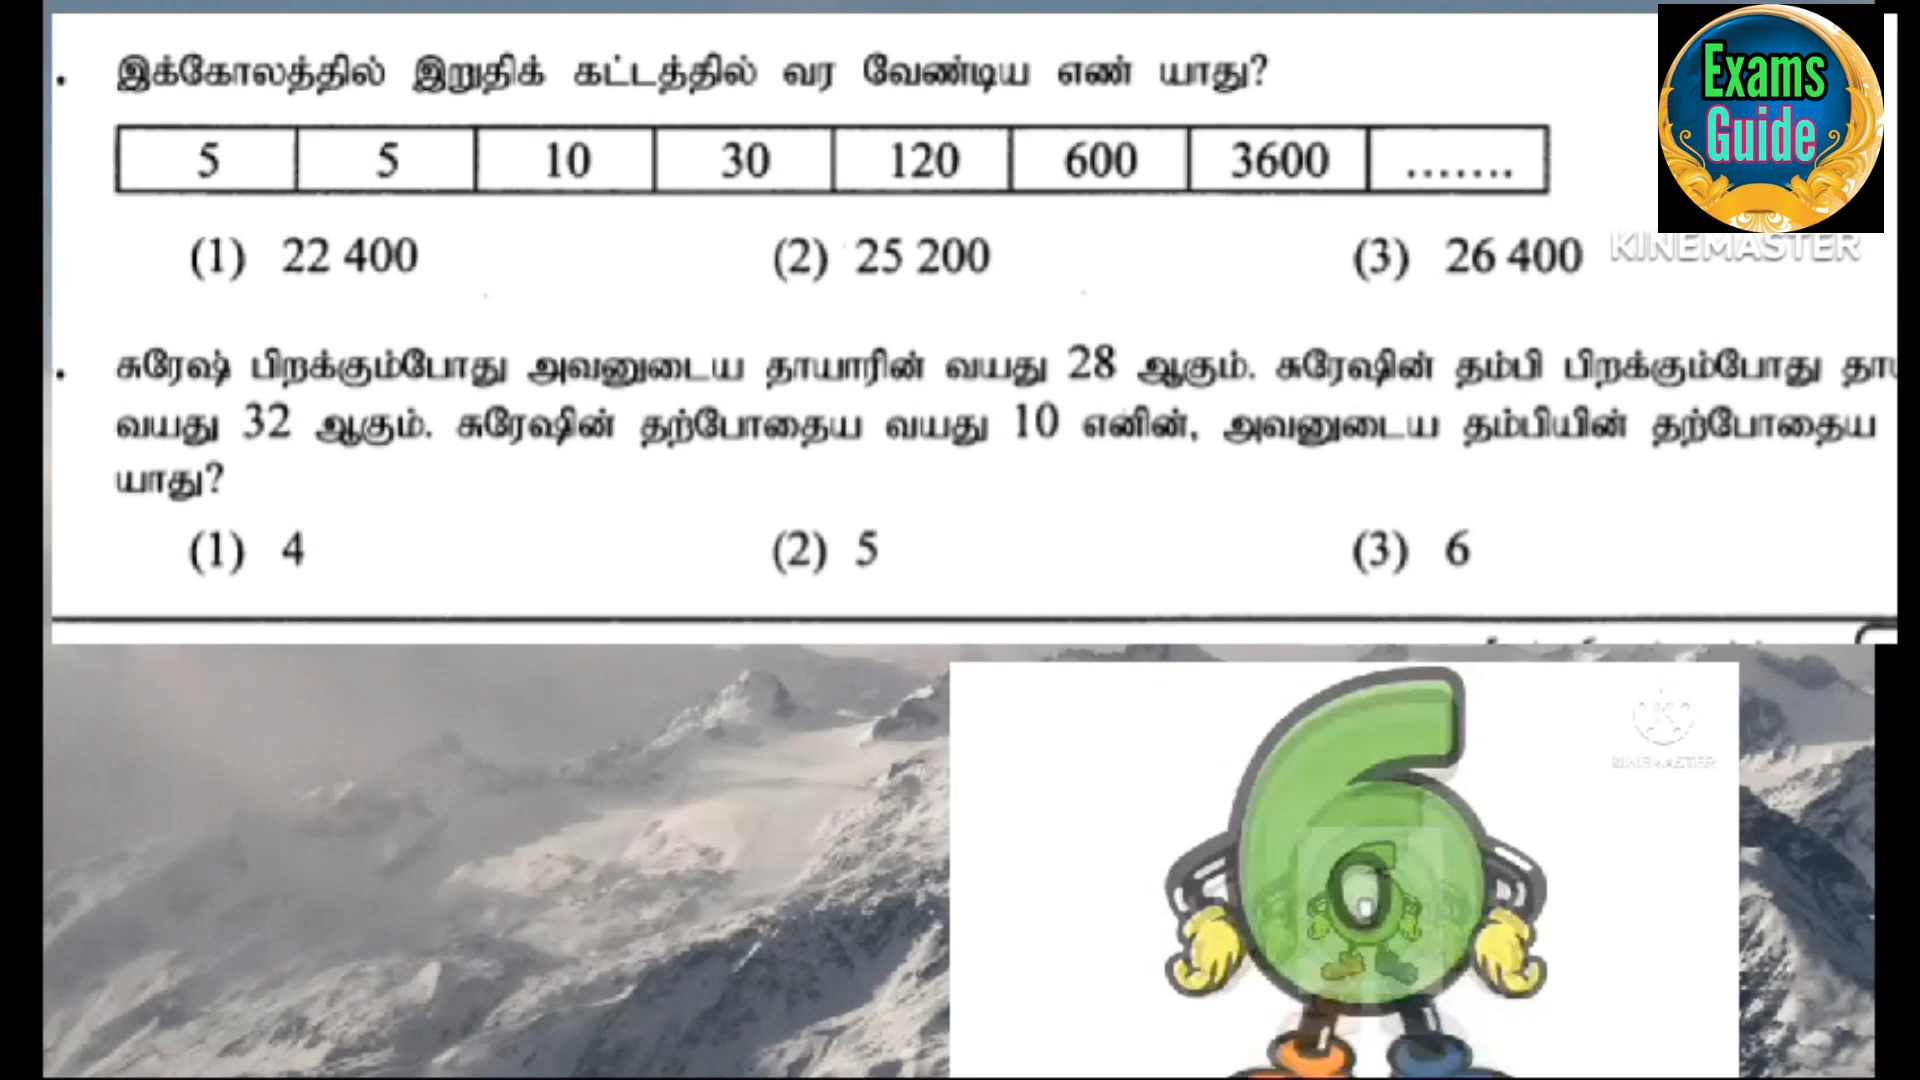 Exams
Guide
. இக்கோலத்தில் இறுதிக் கட்டத்தில் வர வேண்டிய எண் யாது?
5 5 10 30 120 600 3600 .......
(1) 22 400 (2) 25 200 (3) 26 400
KINEMASTER
. சுரேஷ் பிறக்கும்போது அவனுடைய தாயாரின் வயது 28 ஆகும். சுரேஷின் தம்பி பிறக்கும்போது
வயது 32 ஆகும். சுரேஷின் தற்போதைய வயது 10 எனின், அவனுடைய தம்பியின் தற்போதைய
யாது?
(1) 4 (2) 5 (3) 6
6
KINEMASTER